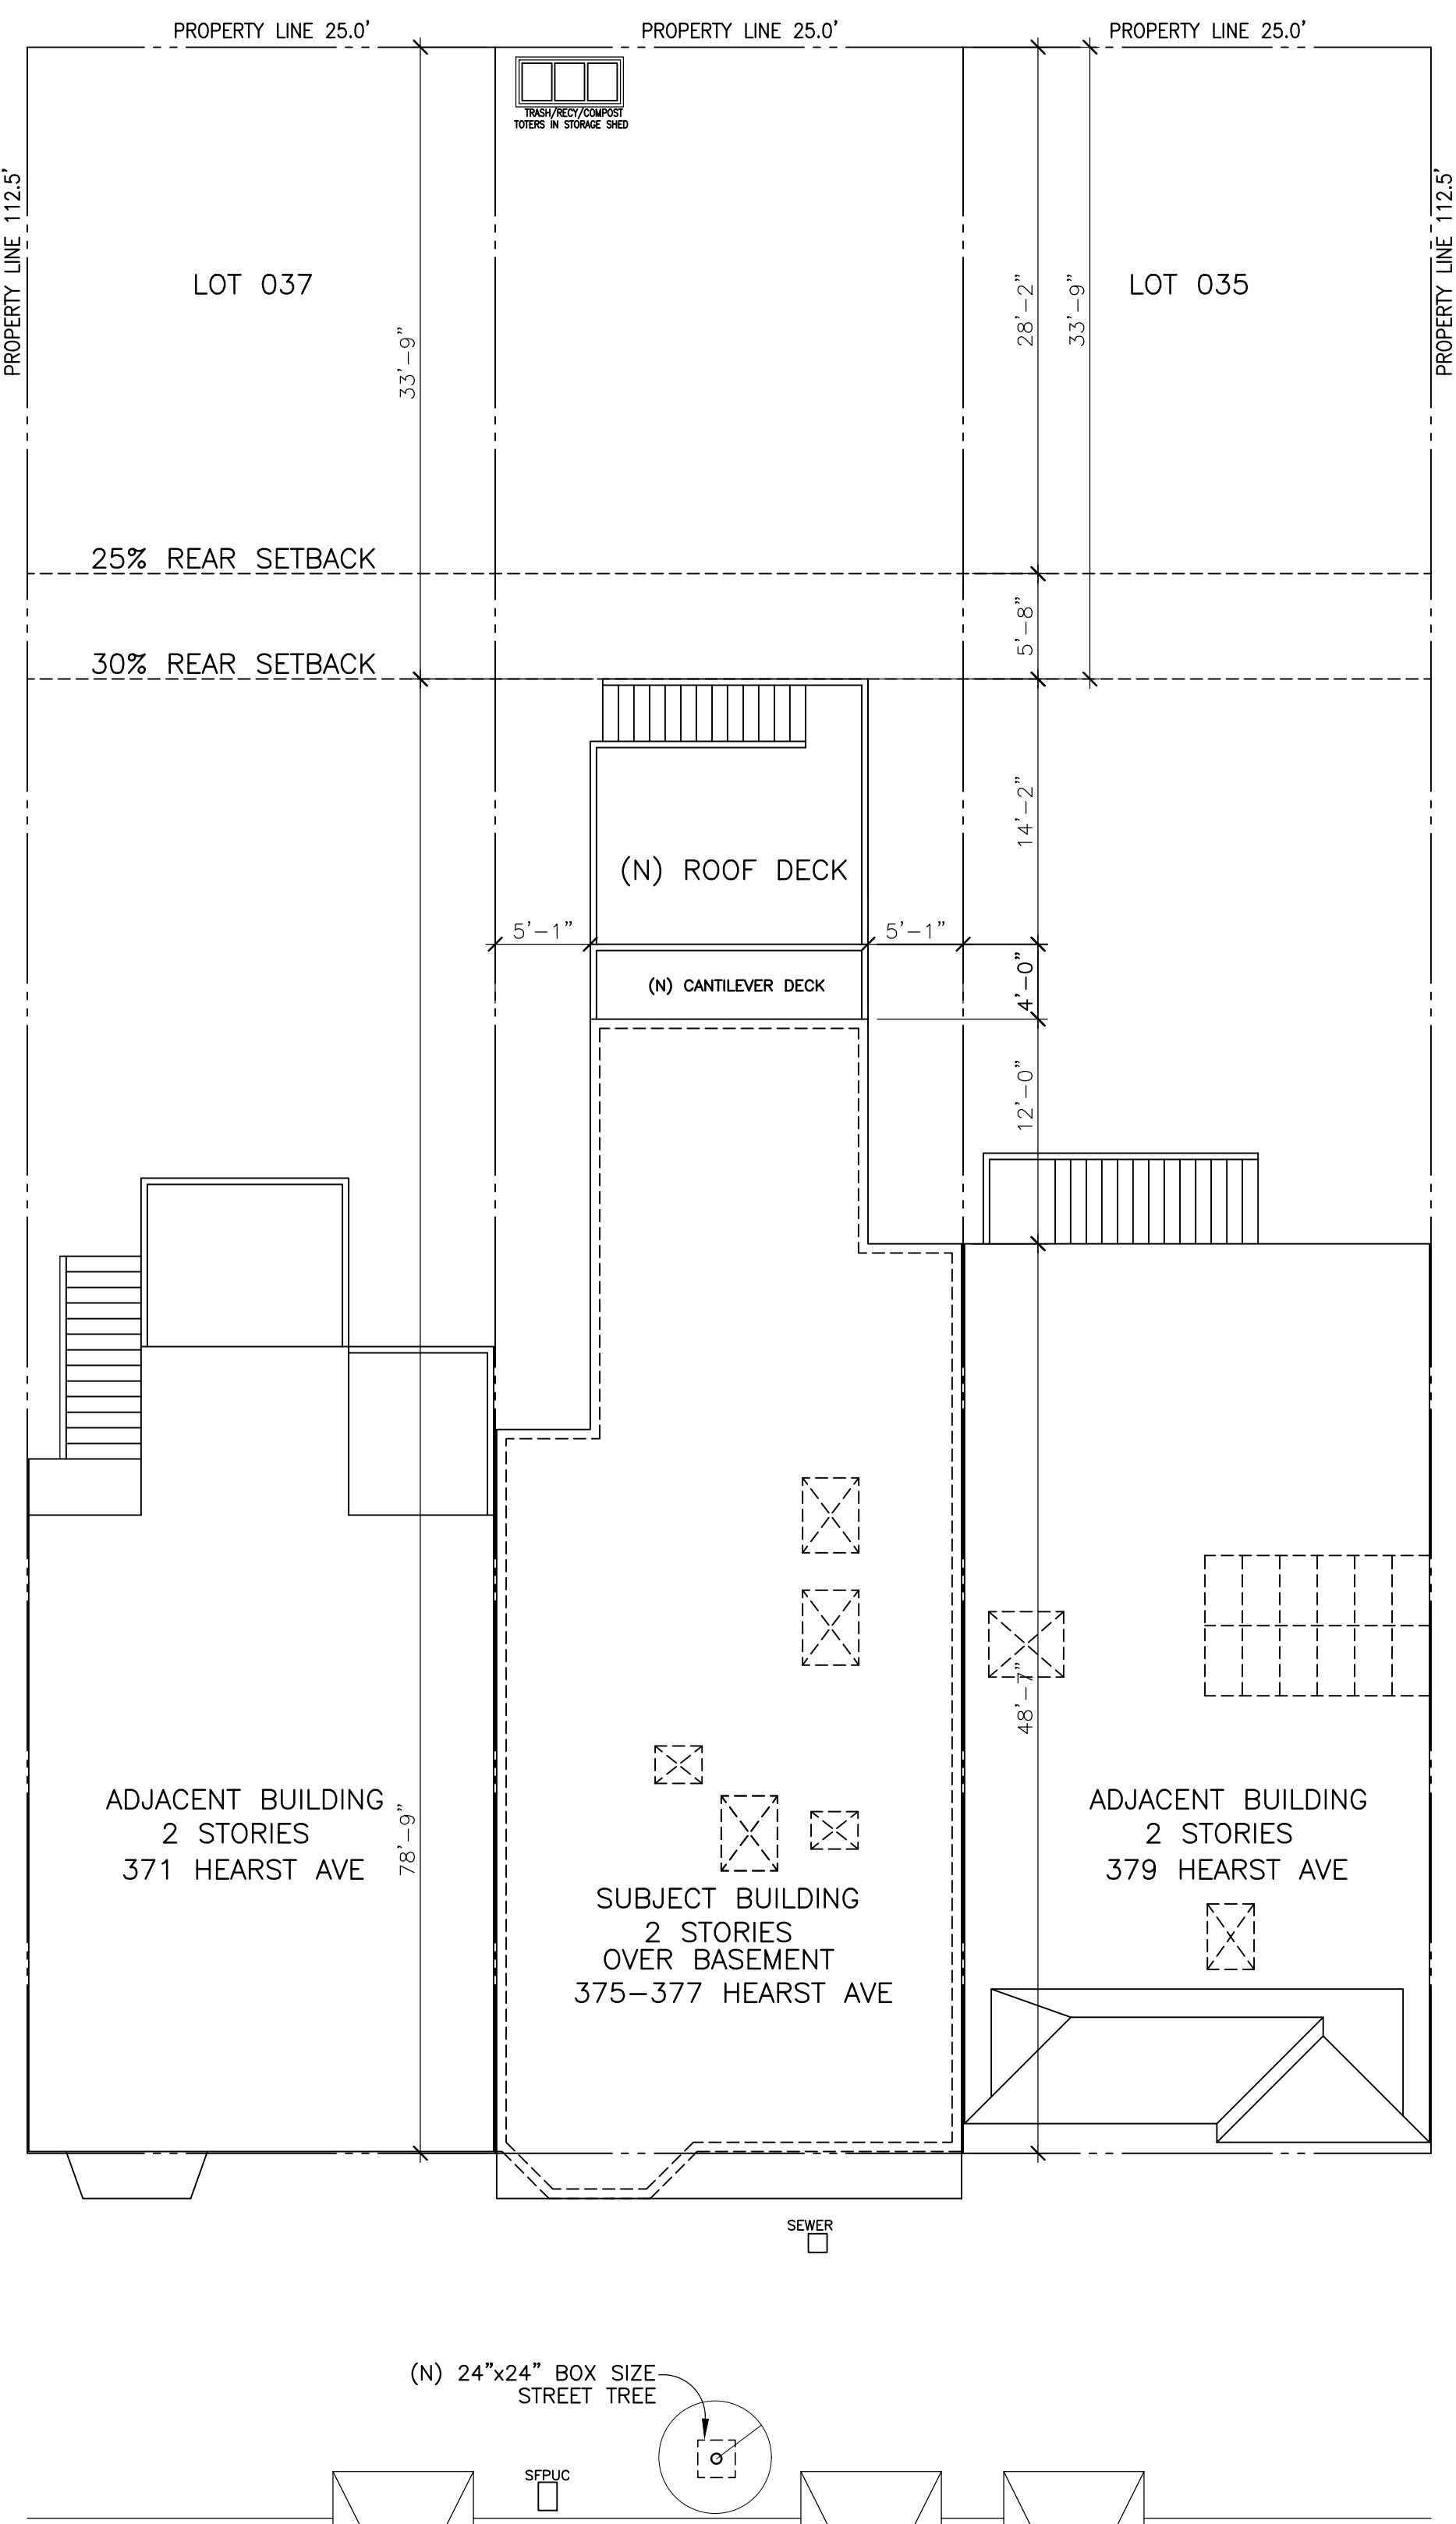 PROPERTY LINE 25.0'
PROPERTY LINE 25.0'
PROPERTY LINE 25.0'
TRASH/RECY/COMPOST
TOTERS IN STORAGE SHED
PROPERTY LINE 112.5'
PROPERTY LINE 112.5'
LOT 037
LOT 035
28'-2"
33'-9"
33'-9"
25% REAR SETBACK
5'-8"
30% REAR SETBACK
14'-2"
(N) ROOF DECK
5'-1"
5'-1"
(N) CANTILEVER DECK
4'-0"
12'-0"
48'-7"
ADJACENT BUILDING
2 STORIES
371 HEARST AVE
78'-9"
ADJACENT BUILDING
2 STORIES
379 HEARST AVE
SUBJECT BUILDING
2 STORIES
OVER BASEMENT
375-377 HEARST AVE
SEWER
(N) 24"x24" BOX SIZE
STREET TREE
SFPUC